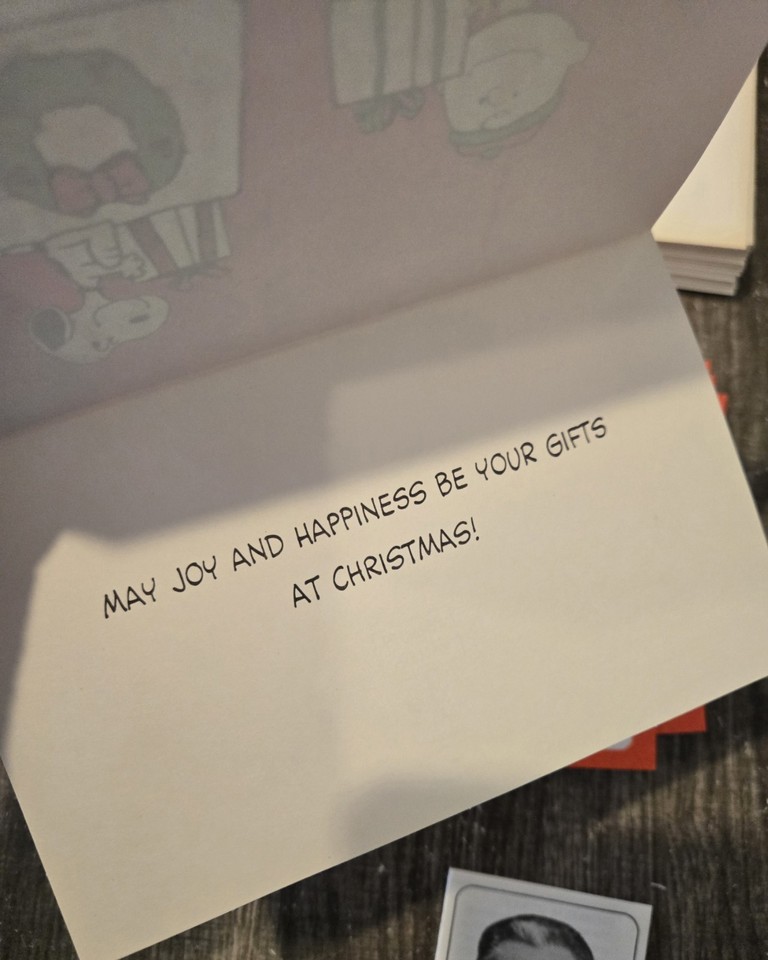 MAY JOY AND HAPPINESS BE YOUR GIFTS
AT CHRISTMAS!